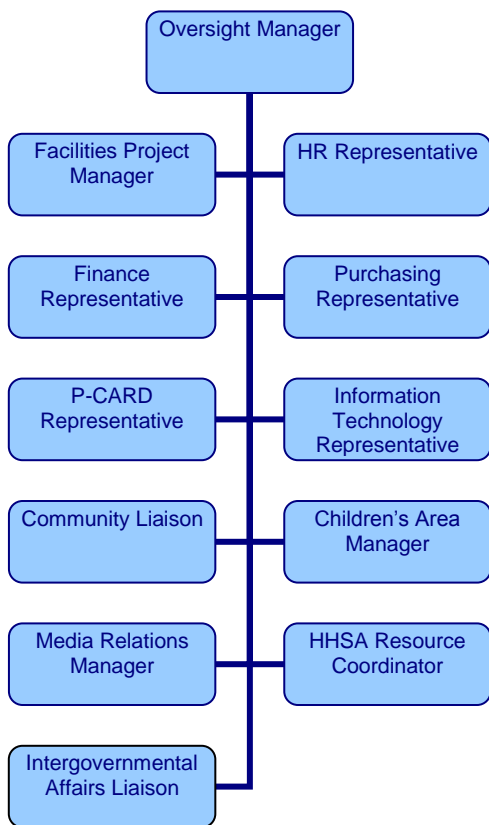 Oversight Manager
Facilities Project
Manager
HR Representative
Finance
Representative
Purchasing
Representative
P-CARD
Representative
Information
Technology
Representative
Community Liaison
Children’s Area
Manager
Media Relations
Manager
HHSA Resource
Coordinator
Intergovernmental
Affairs Liaison